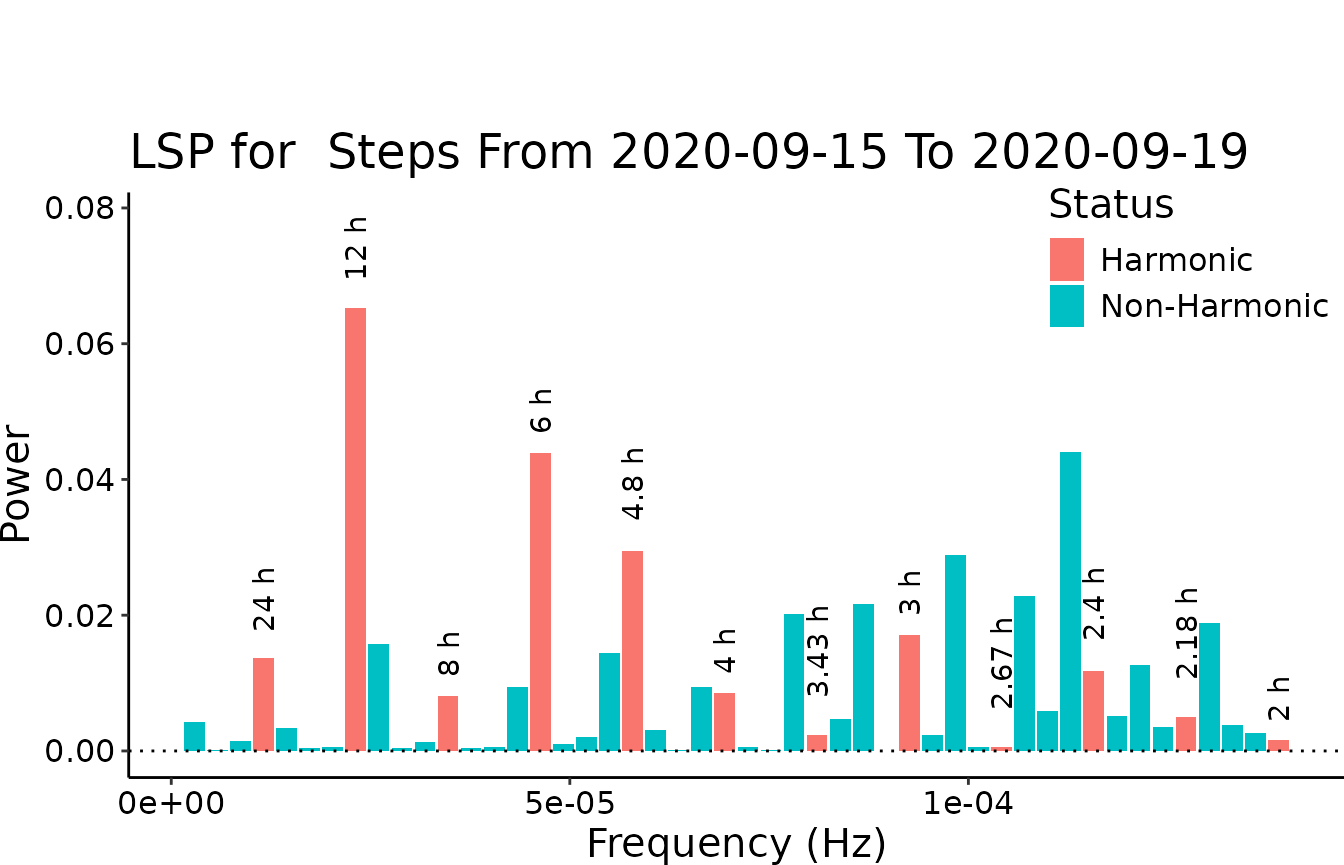 LSP for  Steps From 2020-09-15 To 2020-09-19
Status
Harmonic
Non-Harmonic
Power
0.08
0.06
0.04
0.02
0.00
24 h
12 h
8 h
6 h
4.8 h
4 h
3.43 h
3 h
2.67 h
2.4 h
2.18 h
2 h
0e+00
5e-05
1e-04
Frequency (Hz)